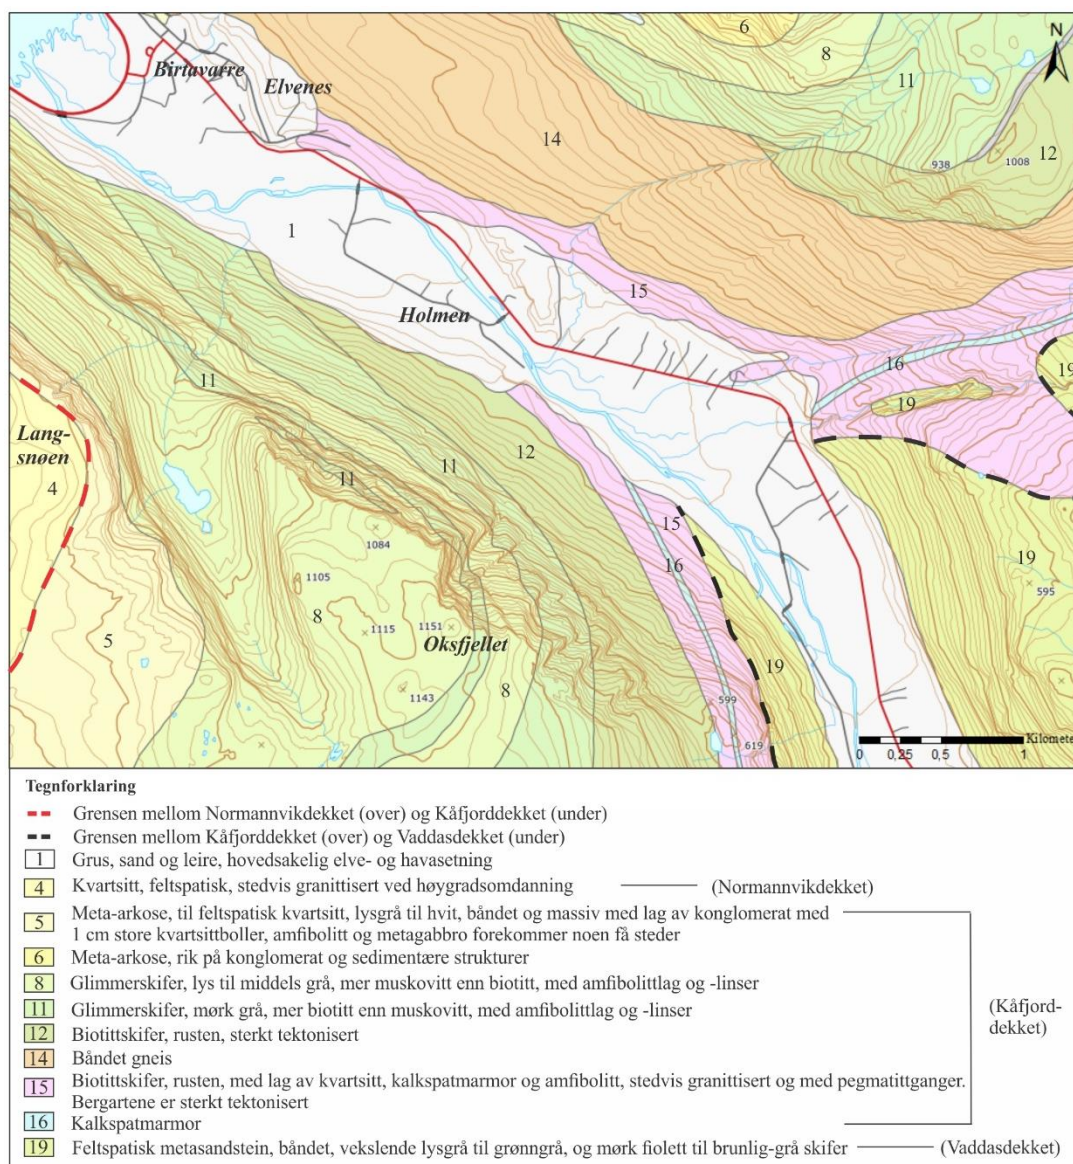 6
N
Birtavarre
8
Elvenes
11
14
12
938
1008
1
15
Holmen
16
19
11
19
Lang-
snøen
12
11
4
11
15
1084
19
16
1105
595
8
1115
1151
Oksfjellet
5
19
8
1143
599
619
Kilomete
0 0,25 0,5 1
Tegnforklaring
Grensen mellom Normannvikdekket (over) og Kåfjorddekket (under)
Grensen mellom Kåfjorddekket (over) og Vaddasdekket (under)
1 Grus, sand og leire, hovedsakelig elve- og havasetning
4 Kvartsitt, feltspatisk, stedvis granittisert ved høygradsomdanning (Normannvikdekket)
5 Meta-arkose, til feltspatisk kvartsitt, lysgrå til hvit, båndet og massiv med lag av konglomerat med
1 cm store kvartsittboller, amfibolitt og metagabbro forekommer noen få steder
6 Meta-arkose, rik på konglomerat og sedimentære strukturer
8 Glimmerskifer, lys til middels grå, mer muskovitt enn biotitt, med amfibolittlag og -linser
11 Glimmerskifer, mørk grå, mer biotitt enn muskovitt, med amfibolittlag og -linser
(Kåfjord-
dekket)
12 Biotittskifer, rusten, sterkt tektonisert
14 Båndet gneis
15 Biotittskifer, rusten, med lag av kvartsitt, kalkspatmarmor og amfibolitt, stedvis granittisert og med pegmatittganger.
Bergartene er sterkt tektonisert
16 Kalkspatmarmor
19 Feltspatisk metasandstein, båndet, vekslende lysgrå til grønngrå, og mørk fiolett til brunlig-grå skifer (Vaddasdekket)